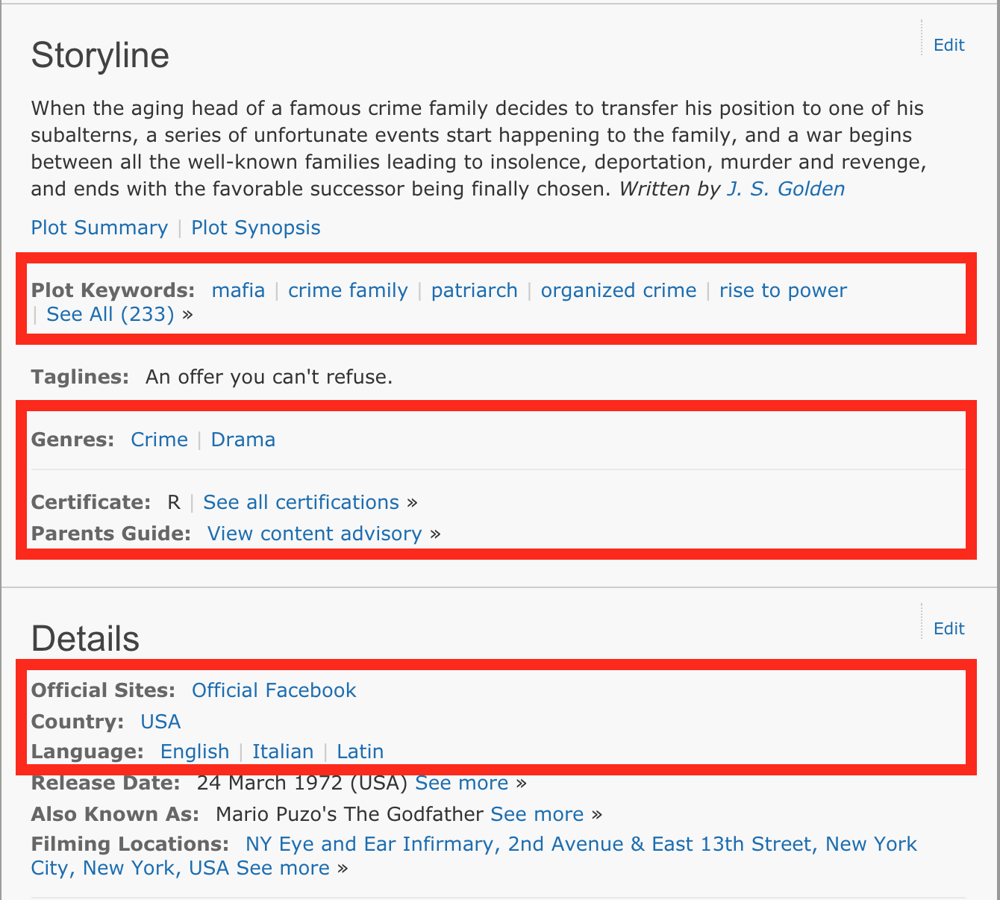 Storyline
Edit
When the aging head of a famous crime family decides to transfer his position to one of his
subalterns, a series of unfortunate events start happening to the family, and a war begins
between all the well-known families leading to insolence, deportation, murder and revenge,
and ends with the favorable successor being finally chosen. Written by J. S. Golden
Plot Summary | Plot Synopsis
Plot Keywords: mafia | crime family | patriarch | organized crime | rise to power
| See All (233) »
Taglines: An offer you can't refuse.
Genres: Crime | Drama
Certificate: R | See all certifications »
Parents Guide: View content advisory »
Details
Edit
Official Sites: Official Facebook
Country: USA
Language: English | Italian | Latin
Release Date: 24 March 1972 (USA) See more »
Also Known As: Mario Puzo's The Godfather See more »
Filming Locations: NY Eye and Ear Infirmary, 2nd Avenue & East 13th Street, New York
City, New York, USA See more »